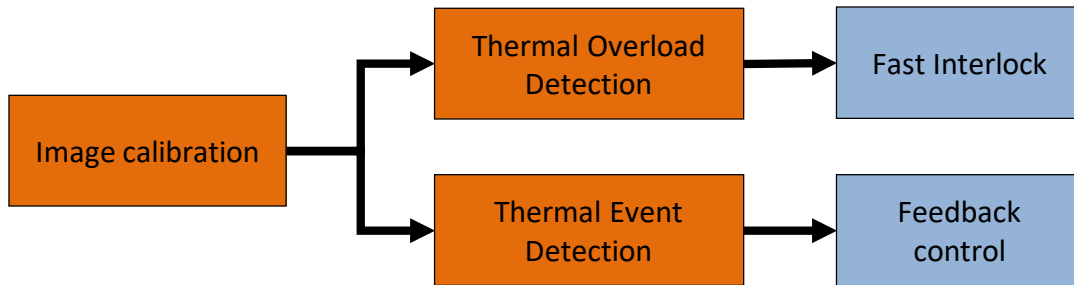 Image calibration
Thermal Overload
Detection
Fast Interlock
Thermal Event
Detection
Feedback
control